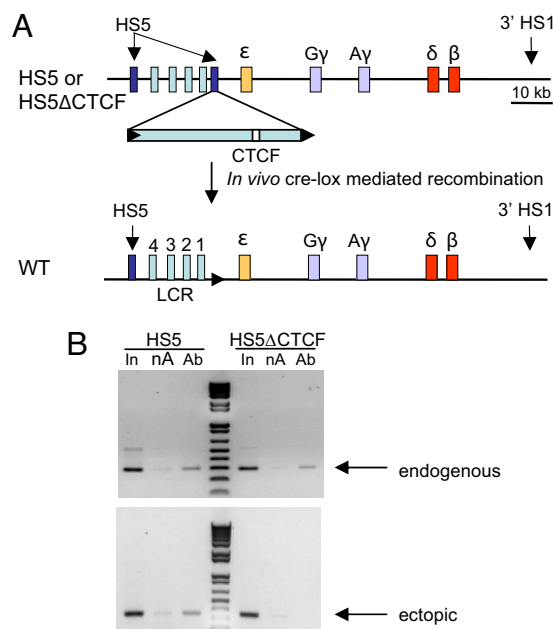 A
HS5
3' HS1
ε
Gγ
Aγ
δ
β
HS5 or
HS5ΔCTCF
10 kb
CTCF
In vivo cre-lox mediated recombination
HS5
3' HS1
4 3 2 1
ε
Gγ
Aγ
δ
β
WT
LCR
B
HS5
HS5ΔCTCF
In nA Ab
In nA Ab
endogenous
ectopic